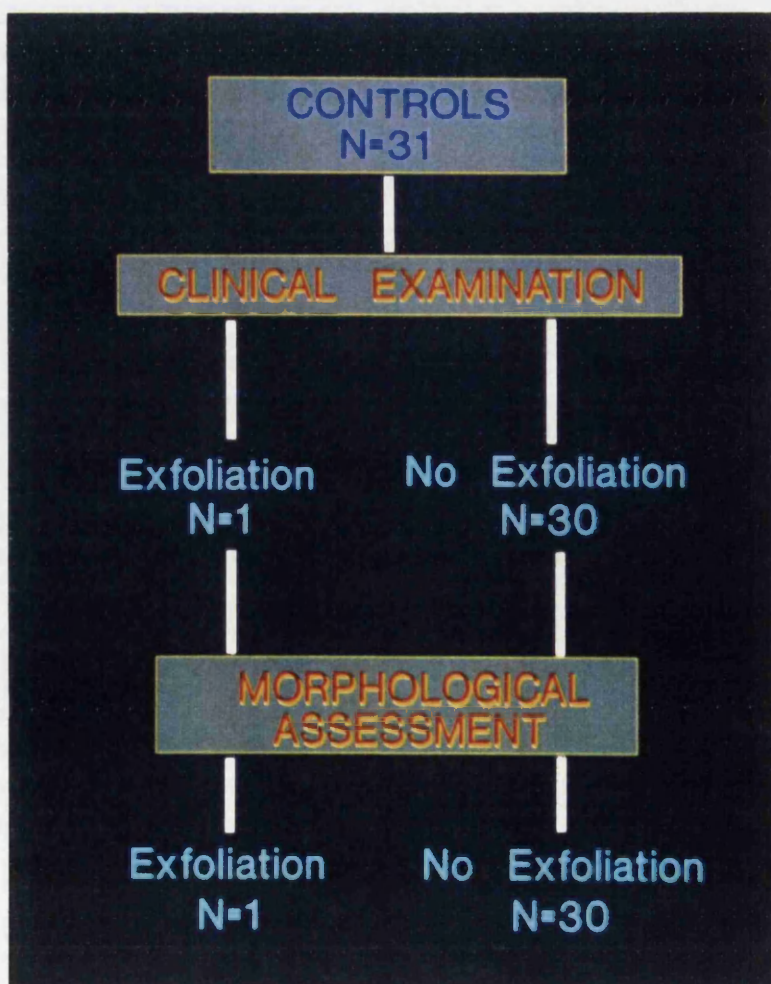 CONTROLS
N=31
CLINICAL EXAMINATION
Exfoliation No Exfoliation
N=1 N=30
MORPHOLOGICAL
ASSESSMENT
Exfoliation No Exfoliation
N=1 N=30